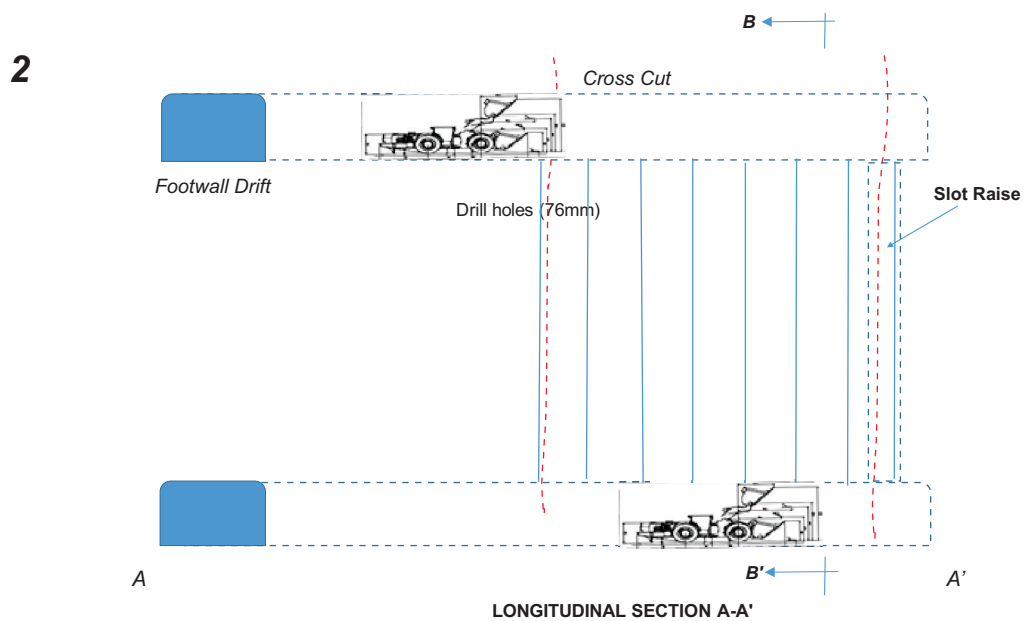 B
2
Cross Cut
Footwall Drift
Slot Raise
Drill holes (76mm)
B'
A
A'
LONGITUDINAL SECTION A-A'